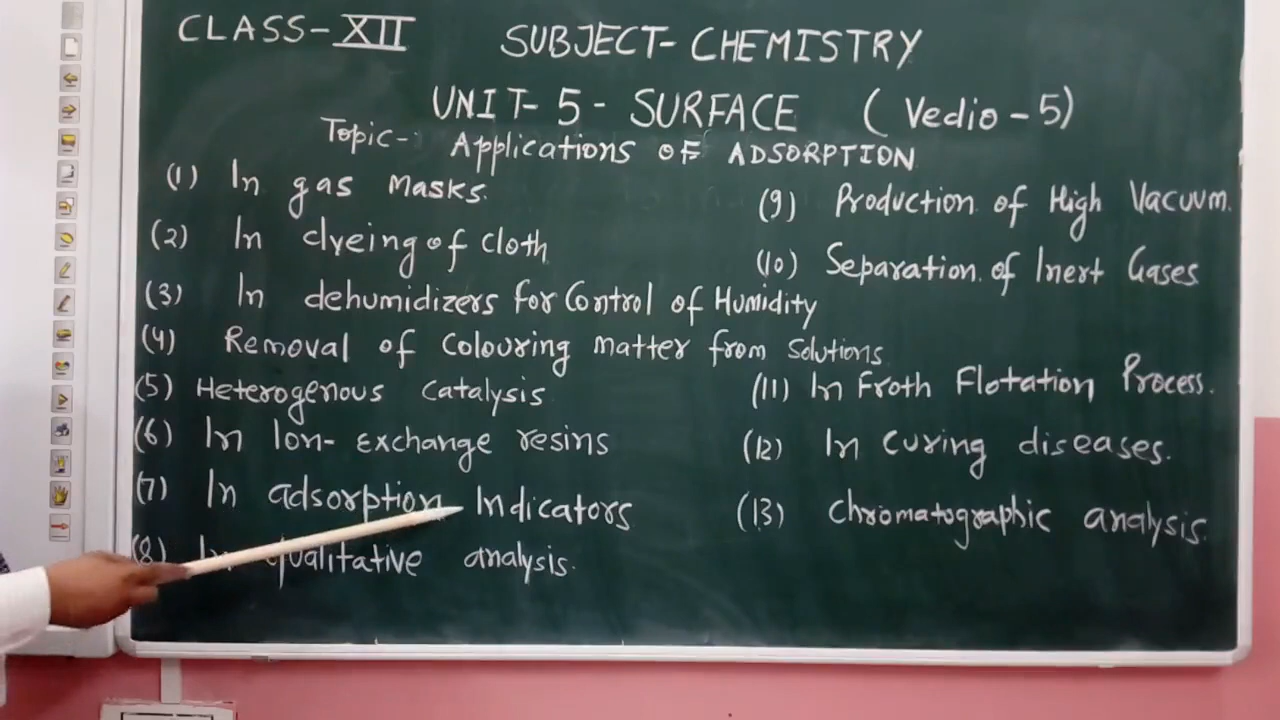 CLASS-XII SUBJECT-CHEMISTRY
UNIT-5-SURFACE (Vedio-5)
Topic- Applications OF ADSORPTION
(1) In gas masks.
(2) In dyeing of cloth
(3) In dehumidizers for Control of Humidity
(4) Removal of colouring matter from solutions
(5) Heterogenous catalysis
(6) In Ion-exchange resins
(7) In adsorption Indicators
(8) In qualitative analysis.
(9) Production of High Vacuum.
(10) Separation of Inert Gases
(11) In Froth Flotation Process.
(12) In curing diseases.
(13) chromatographic analysis.